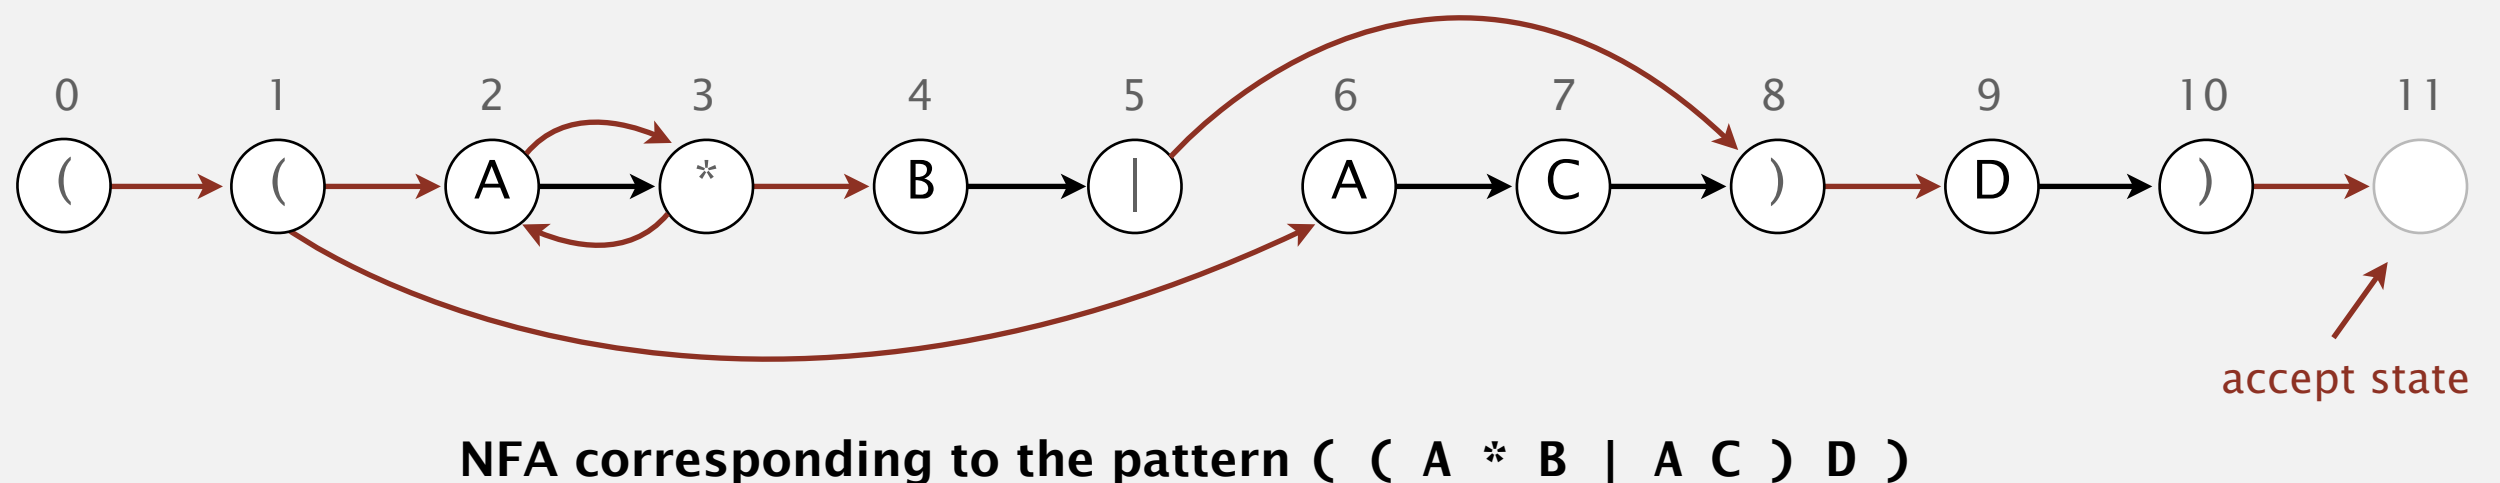 0 1 2 3 4 5 6 7 8 9 10 11
( ( A * B | A C ) D )
accept state
NFA corresponding to the pattern ( ( A * B | A C ) D )